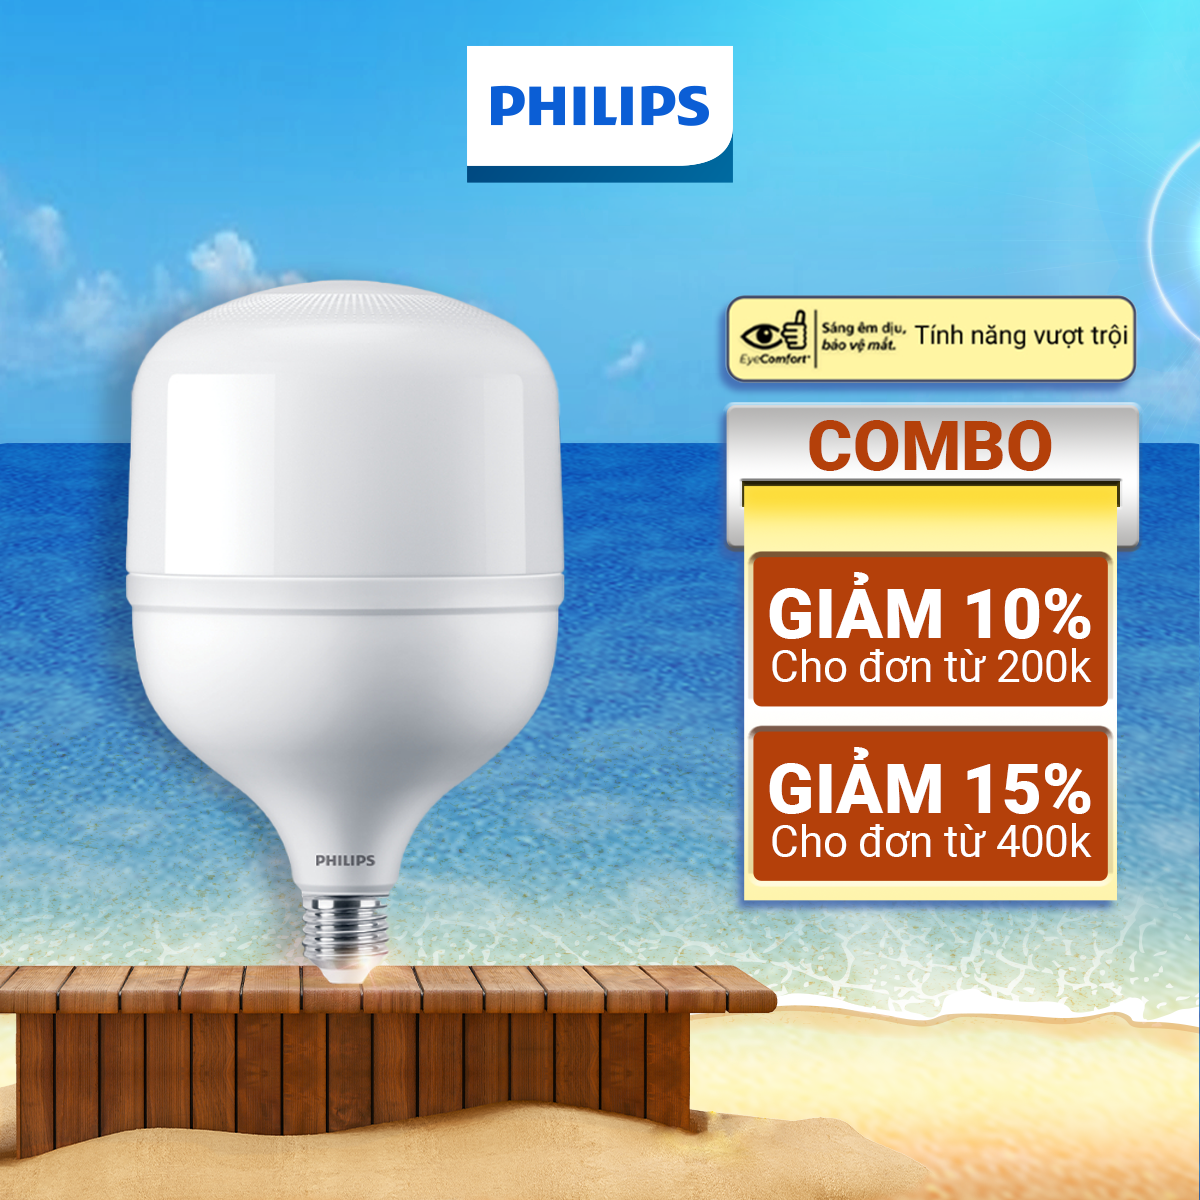 PHILIPS
EyeComfort
Sáng êm dịu,
bảo vệ mắt.
Tính năng vượt trội
COMBO
GIẢM 10%
Cho đơn từ 200k
GIẢM 15%
Cho đơn từ 400k
PHILIPS